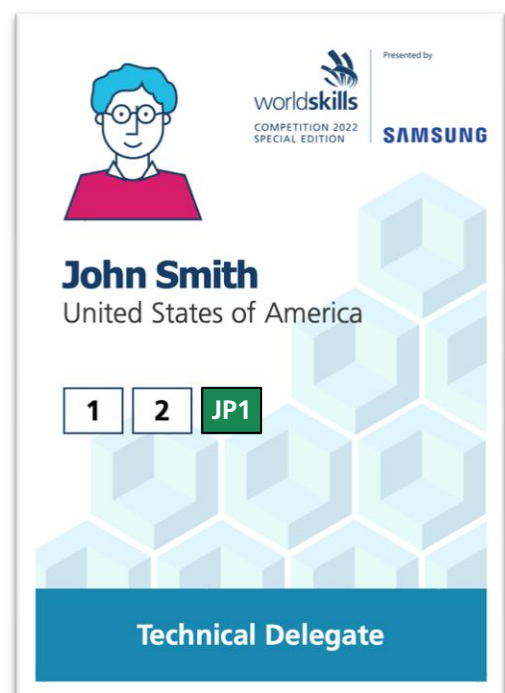 Presented by
worldskills
COMPETITION 2022
SPECIAL EDITION
SAMSUNG
John Smith
United States of America
1 2 JP1
Technical Delegate